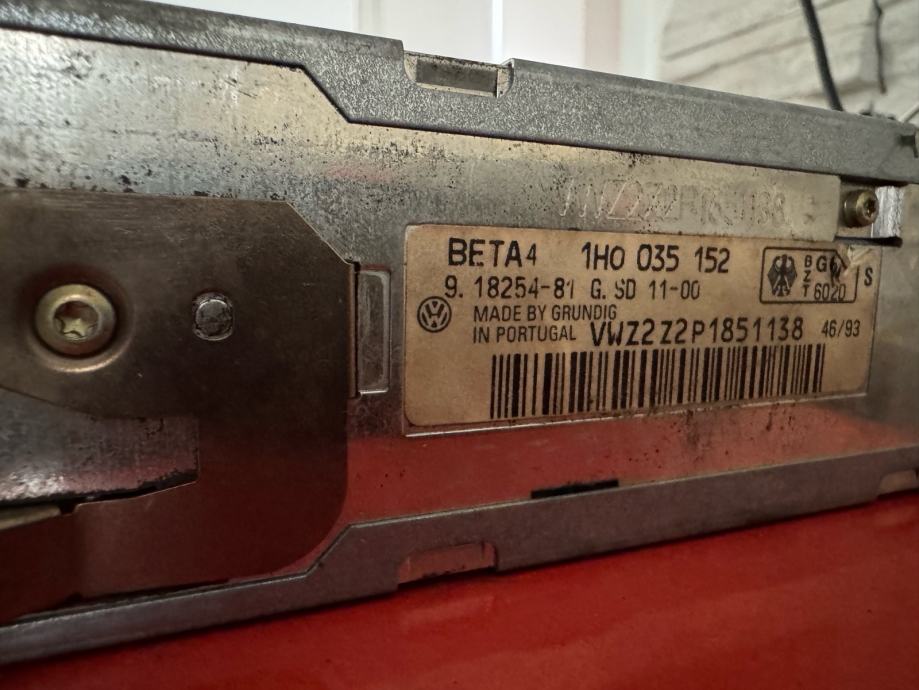 BETA4 1H0 035 152
9. 18254-81 G.SD 11-00
MADE BY GRUNDIG
IN PORTUGAL VWZ2Z2P1851138 46/93
BZT 6020 S